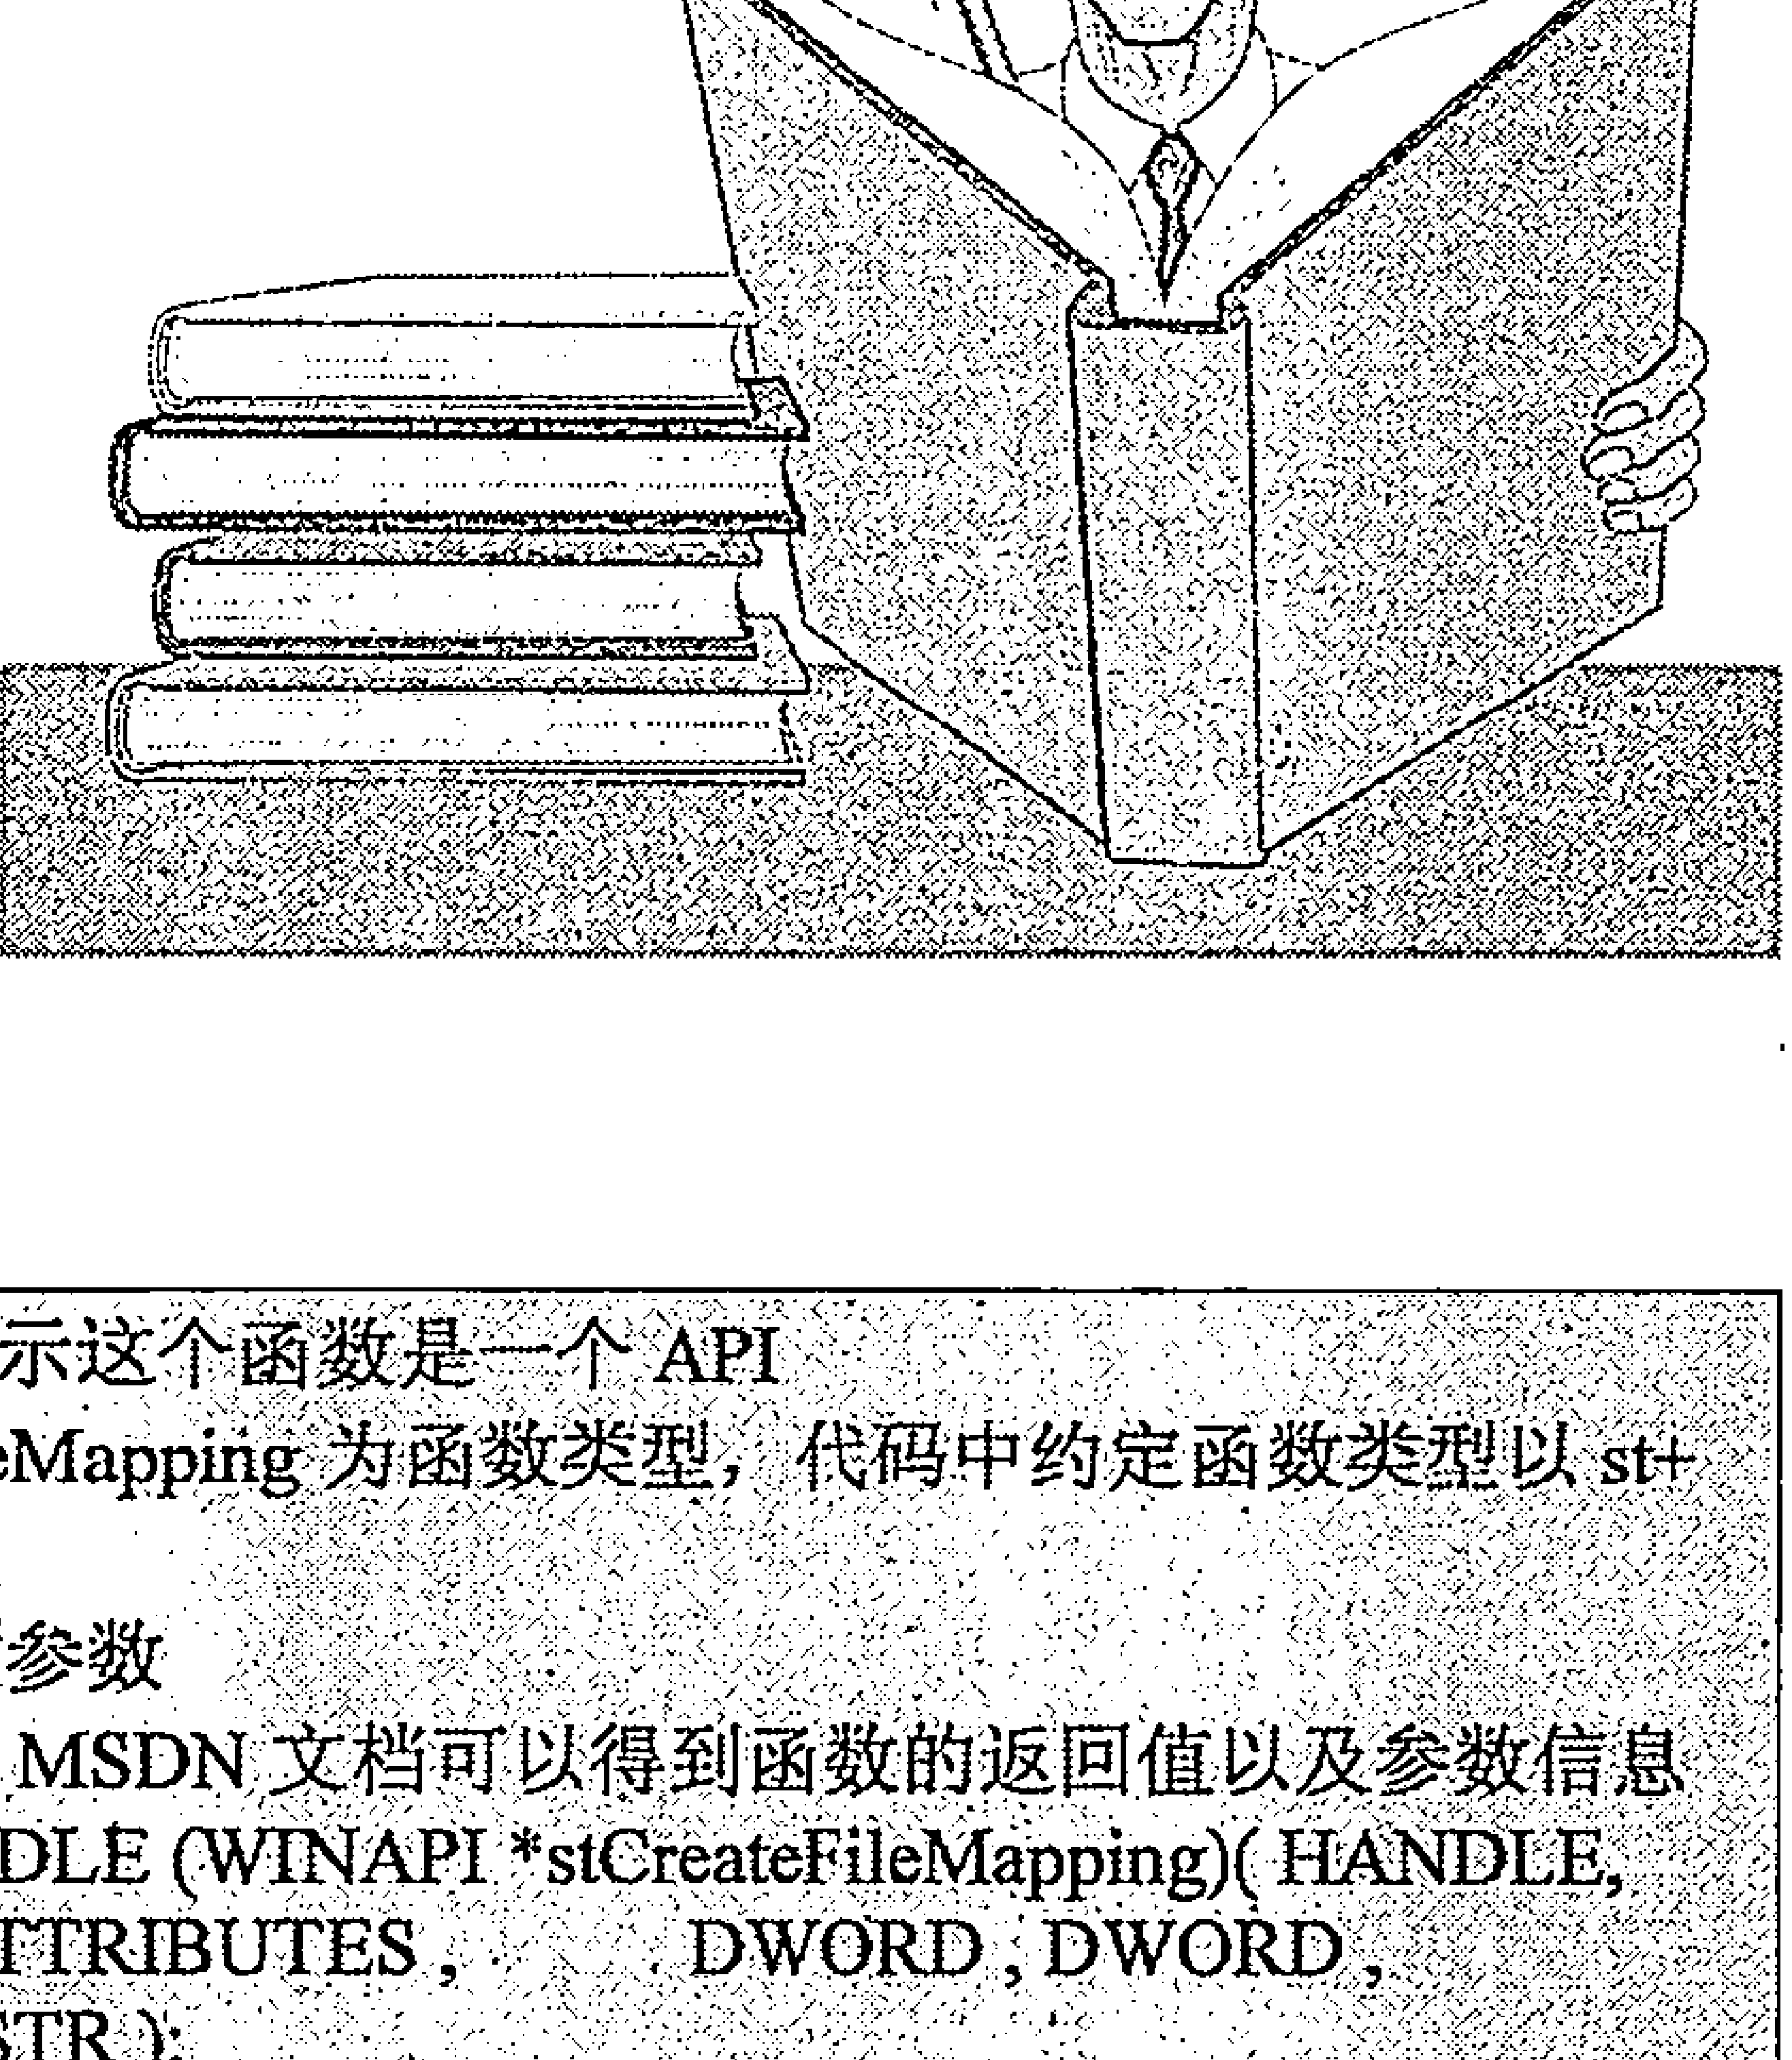 示这个函数是一个 API
eMapping 为函数类型，代码中约定函数类型以 st+
参数
MSDN 文档可以得到函数的返回值以及参数信息
DLE (WINAPI *stCreateFileMapping)( HANDLE,
TTRIBUTES , DWORD , DWORD ,
STR );